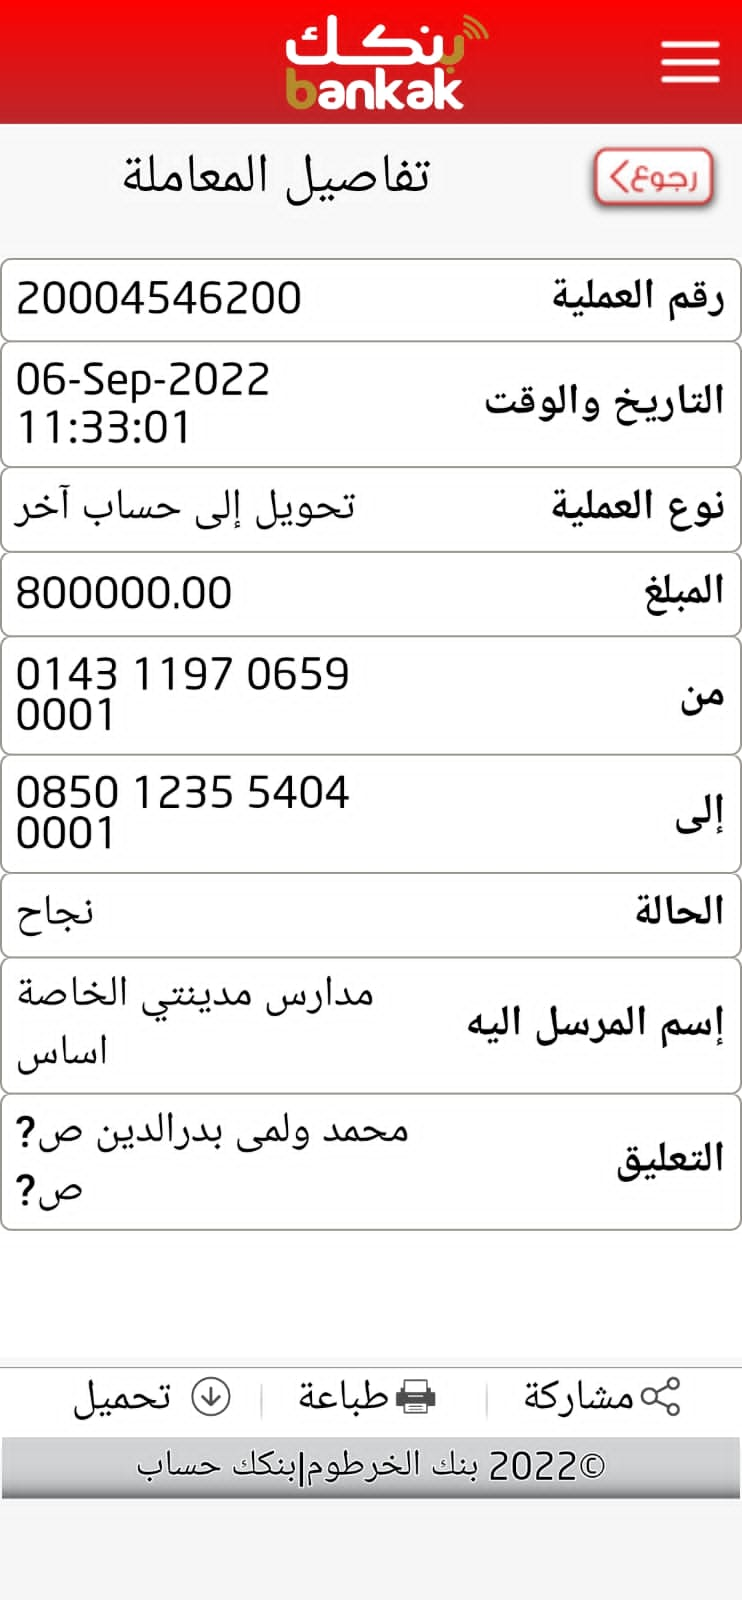 بنكك
bankak
رجوع
تفاصيل المعاملة
رقم العملية
20004546200
التاريخ والوقت
06-Sep-2022
11:33:01
نوع العملية
تحويل إلى حساب آخر
المبلغ
800000.00
من
0143 1197 0659
0001
إلى
0850 1235 5404
0001
الحالة
نجاح
إسم المرسل اليه
مدارس مدينتي الخاصة
اساس
التعليق
محمد ولمى بدرالدين ص?
ص?
مشاركة
طباعة
تحميل
©2022 بنك الخرطوم|بنكك حساب